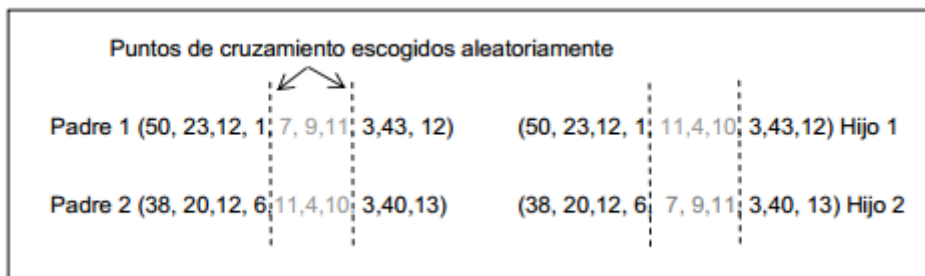 Puntos de cruzamiento escogidos aleatoriamente
Padre 1 (50, 23,12, 1, 7, 9,11, 3,43, 12) (50, 23,12, 1, 11,4,10, 3,43,12) Hijo 1
Padre 2 (38, 20,12, 6, 11,4,10, 3,40,13) (38, 20,12, 6, 7, 9,11, 3,40, 13) Hijo 2